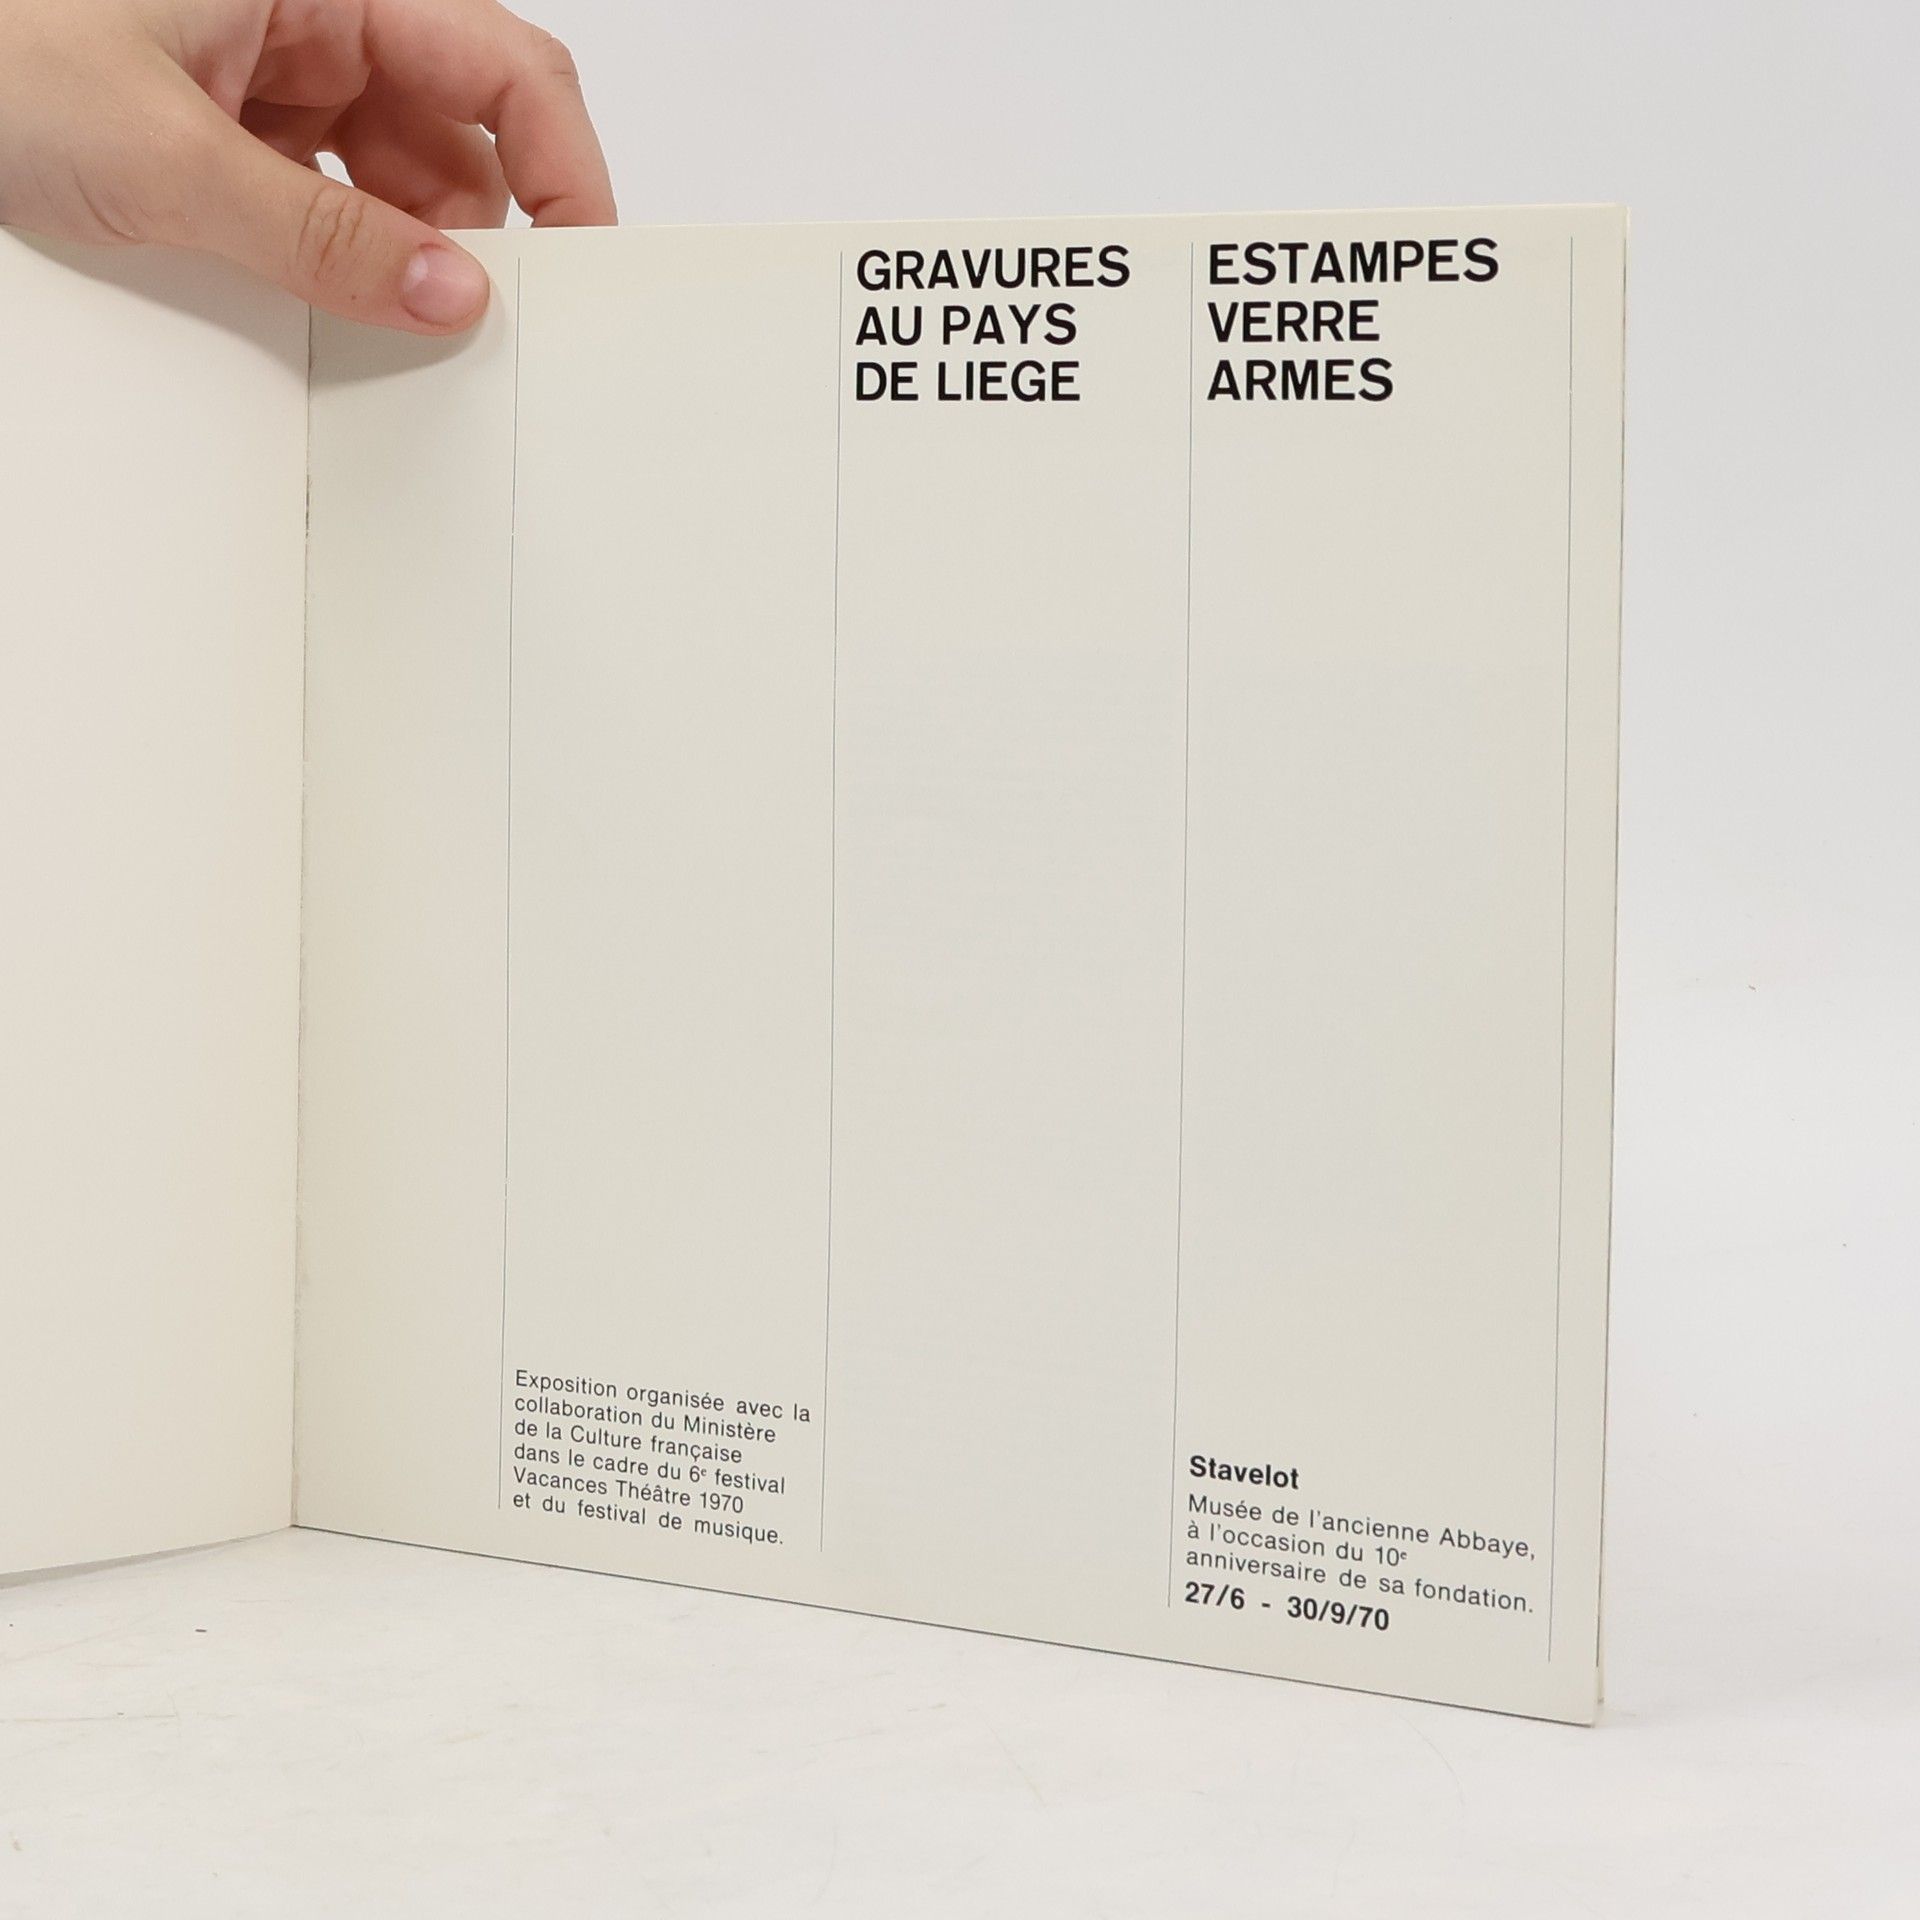 GRAVURES
AU PAYS
DE LIEGE
ESTAMPES
VERRE
ARMES
Exposition organisée avec la
collaboration du Ministère
de la Culture française
dans le cadre du 6e festival
Vacances Théâtre 1970
et du festival de musique.
Stavelot
Musée de l'ancienne Abbaye,
à l'occasion du 10e
anniversaire de sa fondation.
27/6 - 30/9/70